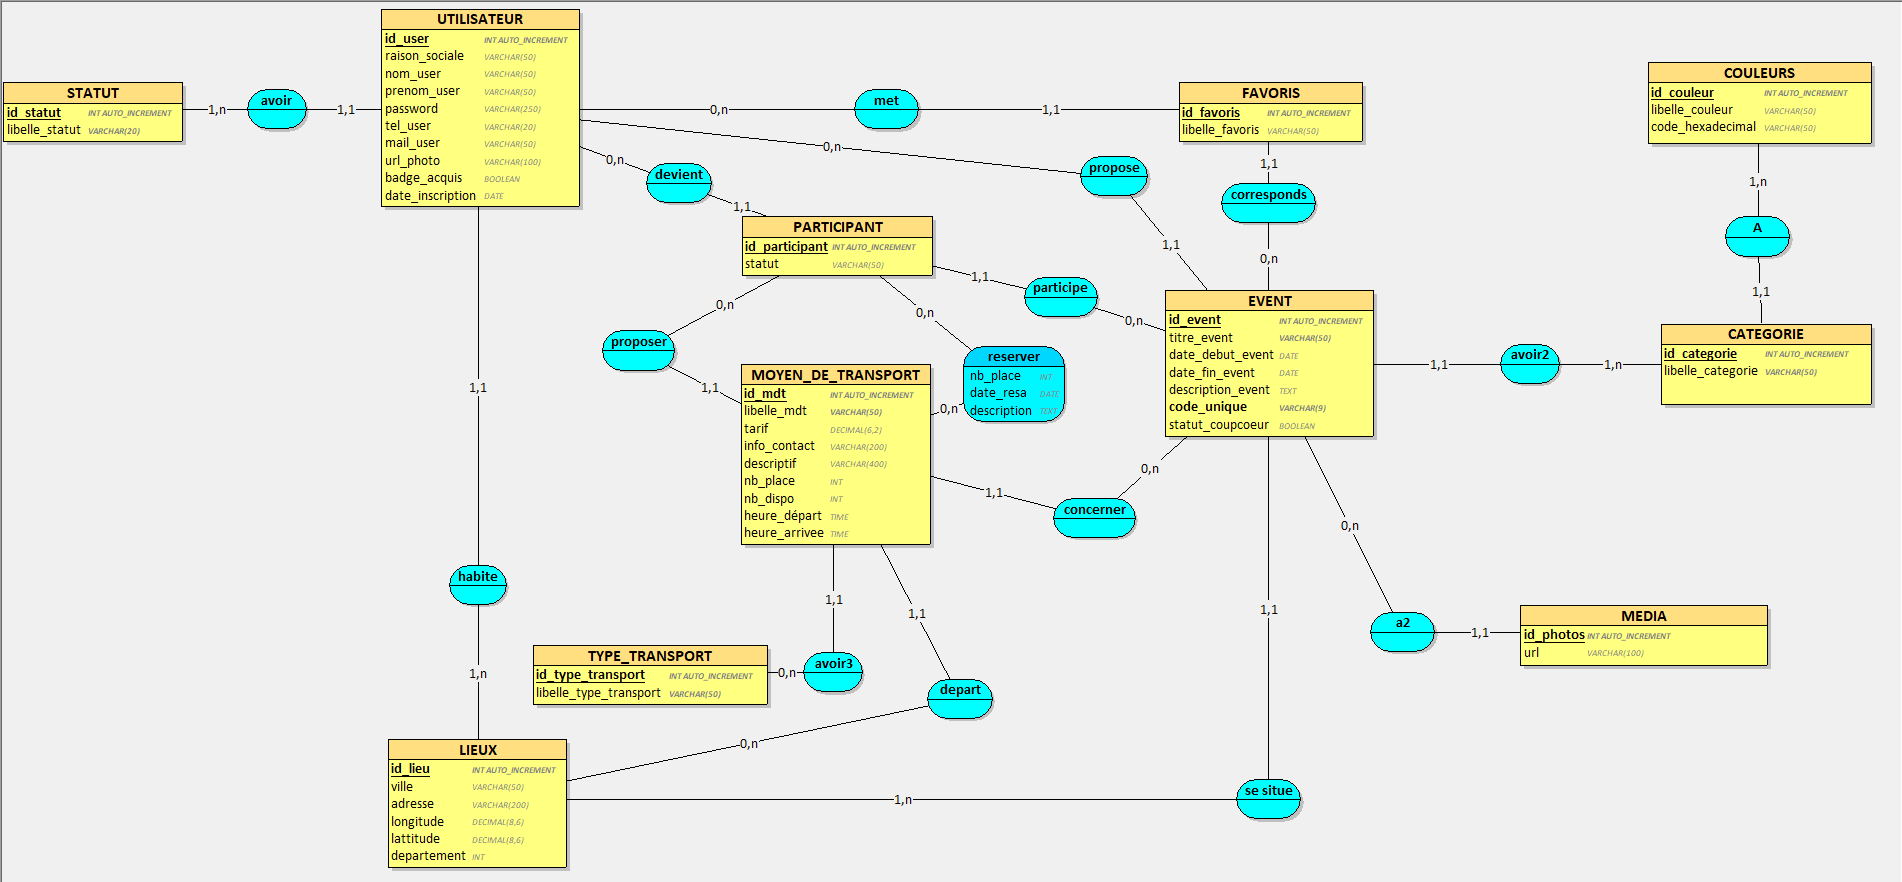 UTILISATEUR
id_user INT AUTO_INCREMENT
raison_sociale VARCHAR(50)
nom_user VARCHAR(50)
prenom_user VARCHAR(50)
password VARCHAR(250)
tel_user VARCHAR(20)
mail_user VARCHAR(50)
url_photo VARCHAR(100)
badge_acquis BOOLEAN
date_inscription DATE
STATUT
id_statut INT AUTO_INCREMENT
libelle_statut VARCHAR(20)
1,n
avoir
1,1
0,n
met
1,1
FAVORIS
id_favoris INT AUTO_INCREMENT
libelle_favoris VARCHAR(50)
COULEURS
id_couleur INT AUTO_INCREMENT
libelle_couleur VARCHAR(50)
code_hexadecimal VARCHAR(50)
0,n
propose
1,1
0,n
devient
1,1
1,1
corresponds
0,n
1,n
A
1,1
PARTICIPANT
id_participant INT AUTO_INCREMENT
statut VARCHAR(50)
1,1
participe
0,n
0,n
proposer
1,1
0,n
reserver
nb_place INT
date_resa DATE
description TEXT
0,n
EVENT
id_event INT AUTO_INCREMENT
titre_event VARCHAR(50)
date_debut_event DATE
date_fin_event DATE
description_event TEXT
code_unique VARCHAR(9)
statut_coupcoeur BOOLEAN
1,1
avoir2
1,n
CATEGORIE
id_categorie INT AUTO_INCREMENT
libelle_categorie VARCHAR(50)
MOYEN_DE_TRANSPORT
id_mdt INT AUTO_INCREMENT
libelle_mdt VARCHAR(50)
tarif DECIMAL(6,2)
info_contact VARCHAR(200)
descriptif VARCHAR(400)
nb_place INT
nb_dispo INT
heure_départ TIME
heure_arrivee TIME
1,1
concerner
0,n
1,1
habite
1,n
1,1
avoir3
0,n
TYPE_TRANSPORT
id_type_transport INT AUTO_INCREMENT
libelle_type_transport VARCHAR(50)
1,1
depart
0,n
0,n
a2
1,1
MEDIA
id_photos INT AUTO_INCREMENT
url VARCHAR(100)
1,1
se situe
1,n
LIEUX
id_lieu INT AUTO_INCREMENT
ville VARCHAR(50)
adresse VARCHAR(200)
longitude DECIMAL(8,6)
lattitude DECIMAL(8,6)
departement INT